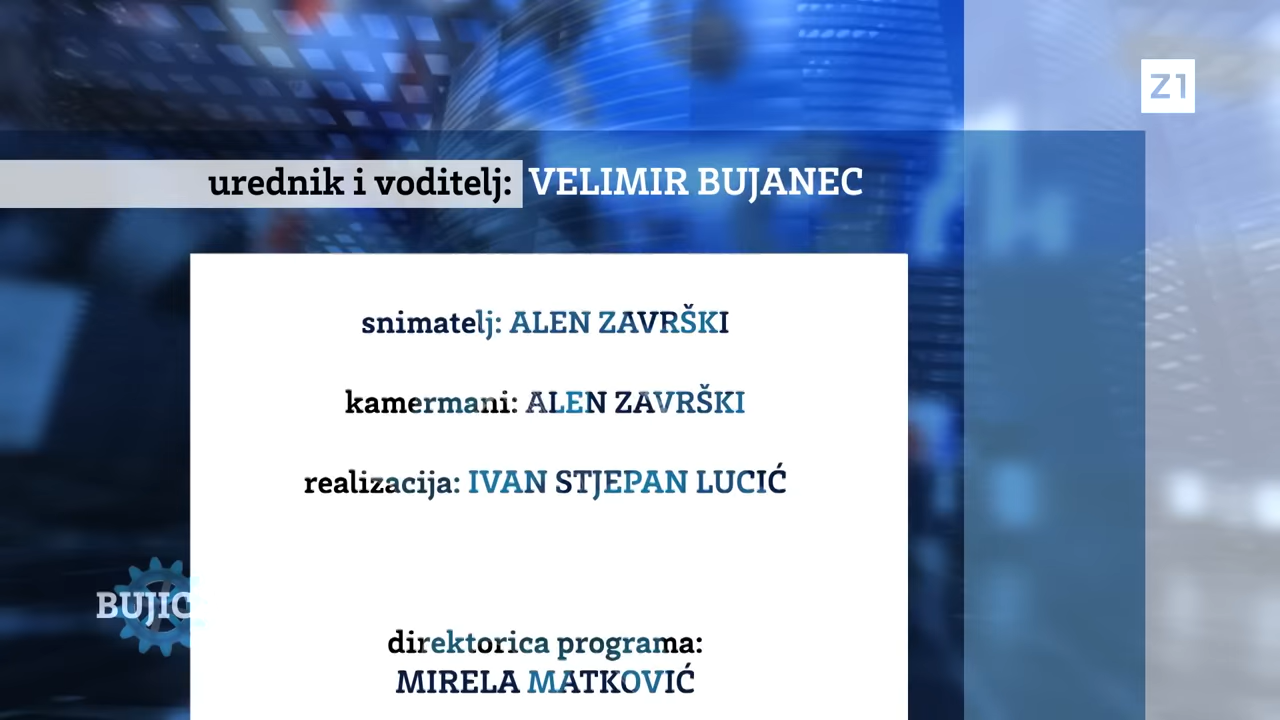 Z1
urednik i voditelj: VELIMIR BUJANEC
snimatelj: ALEN ZAVRŠKI
kamermani: ALEN ZAVRŠKI
realizacija: IVAN STJEPAN LUCIĆ
BUJIC
direktorica programa:
MIRELA MATKOVIĆ